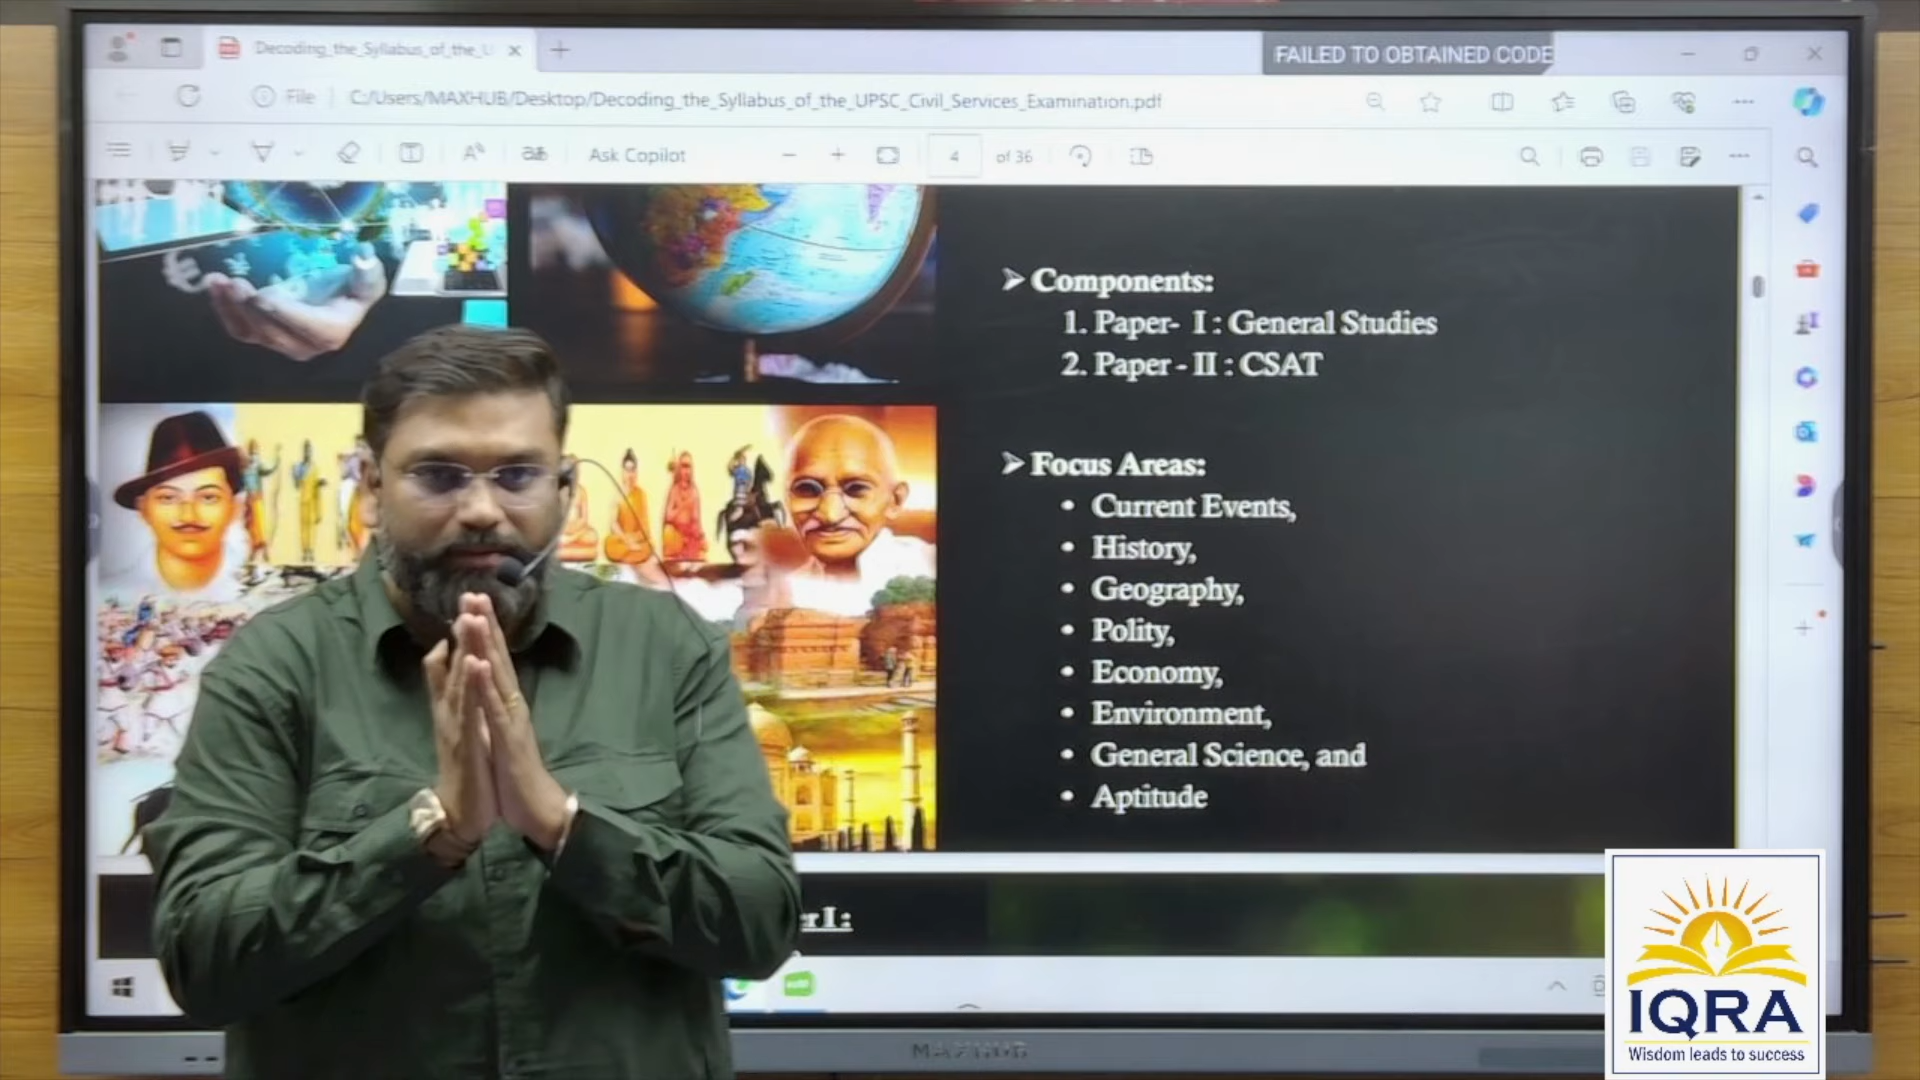 Decoding_the_Syllabus_of_the_U
FAILED TO OBTAINED CODE
File
C:/Users/MAXHUB/Desktop/Decoding_the_Syllabus_of_the_UPSC_Civil_Services_Examination.pdf
Ask Copilot
4 of 36
➢ Components:
1. Paper- I : General Studies
2. Paper - II : CSAT
➢ Focus Areas:
• Current Events,
• History,
• Geography,
• Polity,
• Economy,
• Environment,
• General Science, and
• Aptitude
r I :
MAXHUB
IQRA
Wisdom leads to success